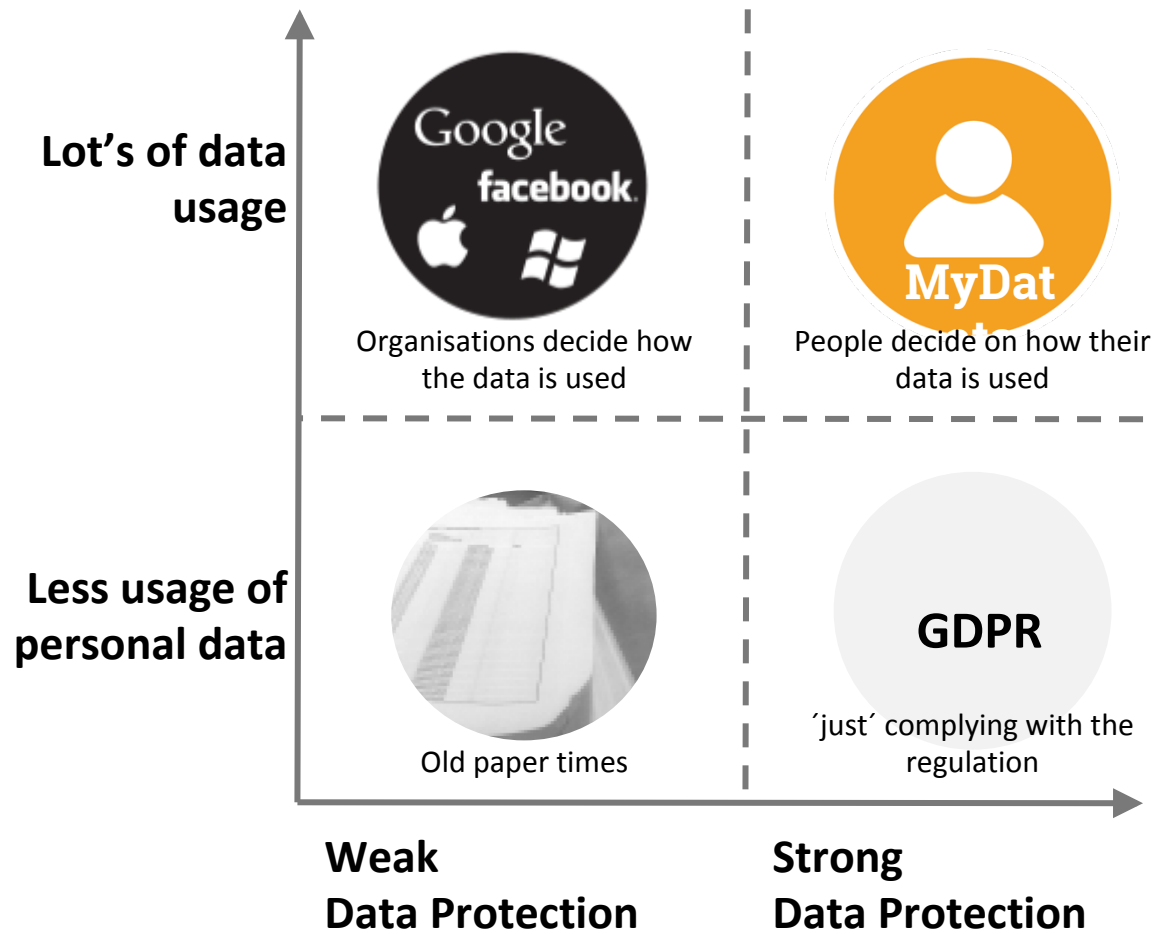 Lot's of data
usage
Google
facebook.
Organisations decide how
the data is used
MyDat
People decide on how their
data is used
Less usage of
personal data
Old paper times
GDPR
´just´ complying with the
regulation
Weak
Data Protection
Strong
Data Protection